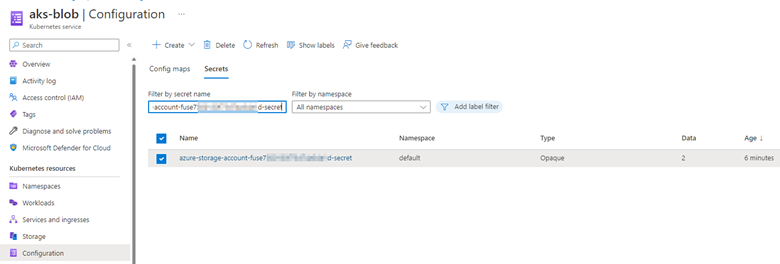 aks-blob | Configuration ...
Kubernetes service
Search
«
Create
Delete
Refresh
Show labels
Give feedback
Overview
Activity log
Access control (IAM)
Tags
Diagnose and solve problems
Microsoft Defender for Cloud
Kubernetes resources
Namespaces
Workloads
Services and ingresses
Storage
Configuration
Config maps
Secrets
Filter by secret name
-account-fuse7 d-secret
Filter by namespace
All namespaces
Add label filter
Name Namespace Type Data Age ↓
azure-storage-account-fuse7 d-secret default Opaque 2 6 minutes